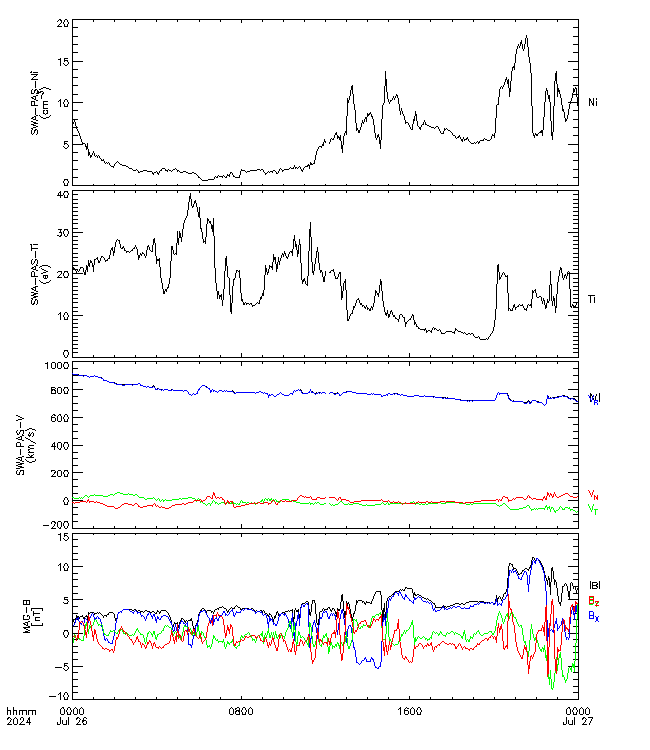 20
15
10
5
0
SWA-PAS-Ni
(cm-3)
Ni
40
30
20
10
0
SWA-PAS-Ti
(eV)
Ti
1000
800
600
400
200
0
-200
SWA-PAS-V
(km/s)
VN
VT
15
10
5
0
-5
-10
MAG-B
[nT]
|B|
BZ
BX
hhmm
2024
0000
Jul 26
0800
1600
0000
Jul 27